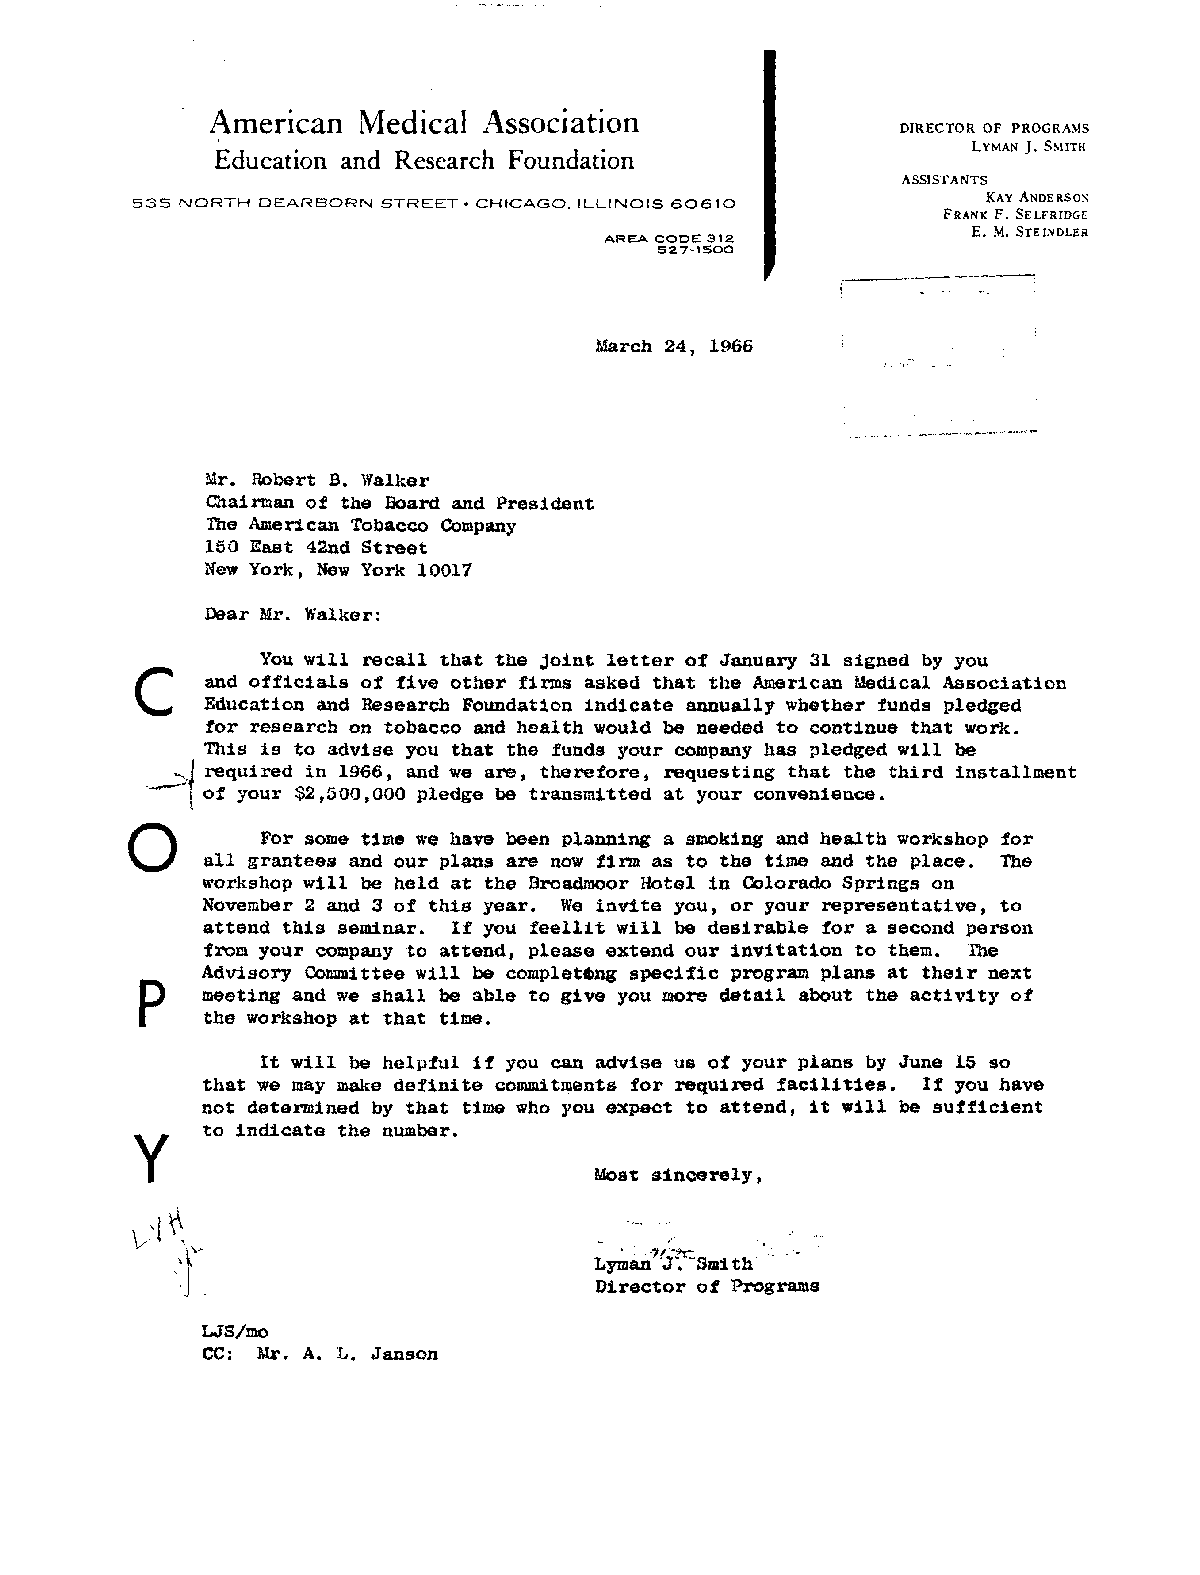 American Medical Association
Education and Research Foundation
535 NORTH DEARBORN STREET • CHICAGO, ILLINOIS 60610
AREA CODE 312
527-1500
DIRECTOR OF PROGRAMS
LYMAN J. SMITH
ASSISTANTS
KAY ANDERSON
FRANK F. SELFRIDGE
E. M. STEINDLER
March 24, 1966
Mr. Robert B. Walker
Chairman of the Board and President
The American Tobacco Company
150 East 42nd Street
New York, New York 10017
Dear Mr. Walker:
You will recall that the joint letter of January 31 signed by you
and officials of five other firms asked that the American Medical Association
Education and Research Foundation indicate annually whether funds pledged
for research on tobacco and health would be needed to continue that work.
This is to advise you that the funds your company has pledged will be
required in 1966, and we are, therefore, requesting that the third installment
of your $2,500,000 pledge be transmitted at your convenience.
For some time we have been planning a smoking and health workshop for
all grantees and our plans are now firm as to the time and the place. The
workshop will be held at the Broadmoor Hotel in Colorado Springs on
November 2 and 3 of this year. We invite you, or your representative, to
attend this seminar. If you feellit will be desirable for a second person
from your company to attend, please extend our invitation to them. The
Advisory Committee will be completing specific program plans at their next
meeting and we shall be able to give you more detail about the activity of
the workshop at that time.
It will be helpful if you can advise us of your plans by June 15 so
that we may make definite commitments for required facilities. If you have
not determined by that time who you expect to attend, it will be sufficient
to indicate the number.
COPY
Most sincerely,
Lyman J. Smith
Director of Programs
LJS/mo
CC: Mr. A. L. Janson